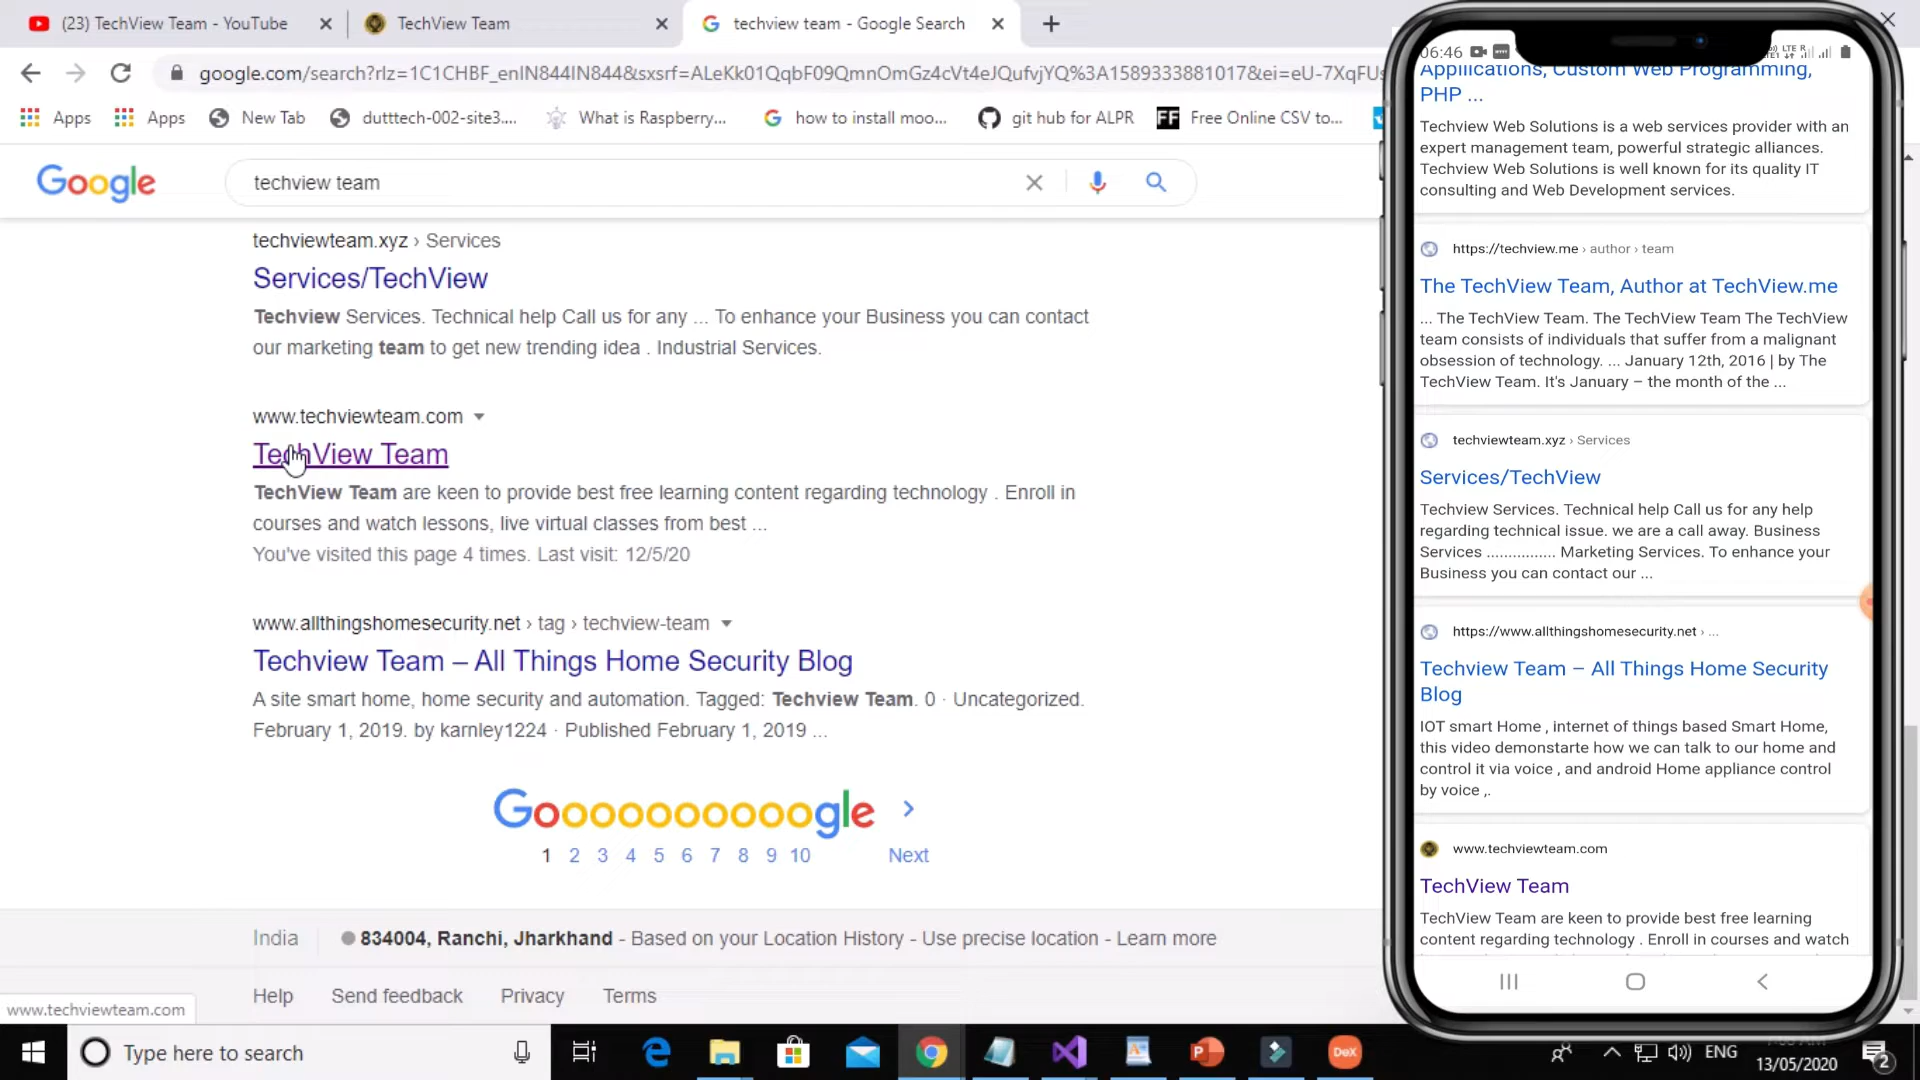 (23) TechView Team - YouTube
TechView Team
techview team - Google Search
google.com/search?rlz=1C1CHBF_enIN844IN844&sxsrf=ALeKk01QqbF09QmnOmGz4cVt4eJQufvjYQ%3A1589333881017&ei=eU-7XqFUs
Apps
Apps
New Tab
dutttech-002-site3....
What is Raspberry...
how to install moo...
git hub for ALPR
FF
Free Online CSV to...
Google
techview team
techviewteam.xyz › Services
Services/TechView
Techview Services. Technical help Call us for any ... To enhance your Business you can contact
our marketing team to get new trending idea . Industrial Services.
www.techviewteam.com
TechView Team
TechView Team are keen to provide best free learning content regarding technology . Enroll in
courses and watch lessons, live virtual classes from best ...
You've visited this page 4 times. Last visit: 12/5/20
www.allthingshomesecurity.net › tag › techview-team
Techview Team – All Things Home Security Blog
A site smart home, home security and automation. Tagged: Techview Team. 0 · Uncategorized.
February 1, 2019. by karnley1224 · Published February 1, 2019 ...
Goooooooooogle
1 2 3 4 5 6 7 8 9 10 Next
India
834004, Ranchi, Jharkhand - Based on your Location History - Use precise location - Learn more
Help Send feedback Privacy Terms
www.techviewteam.com
Type here to search
DeX
ENG
13/05/2020
2
06:46
LTE R
Applications, Custom Web Programming,
PHP ...
Techview Web Solutions is a web services provider with an
expert management team, powerful strategic alliances.
Techview Web Solutions is well known for its quality IT
consulting and Web Development services.
https://techview.me › author › team
The TechView Team, Author at TechView.me
... The TechView Team. The TechView Team The TechView
team consists of individuals that suffer from a malignant
obsession of technology. ... January 12th, 2016 | by The
TechView Team. It's January – the month of the ...
techviewteam.xyz › Services
Services/TechView
Techview Services. Technical help Call us for any help
regarding technical issue. we are a call away. Business
Services ................ Marketing Services. To enhance your
Business you can contact our ...
https://www.allthingshomesecurity.net › ...
Techview Team – All Things Home Security
Blog
IOT smart Home , internet of things based Smart Home,
this video demonstarte how we can talk to our home and
control it via voice , and android Home appliance control
by voice ,.
www.techviewteam.com
TechView Team
TechView Team are keen to provide best free learning
content regarding technology . Enroll in courses and watch